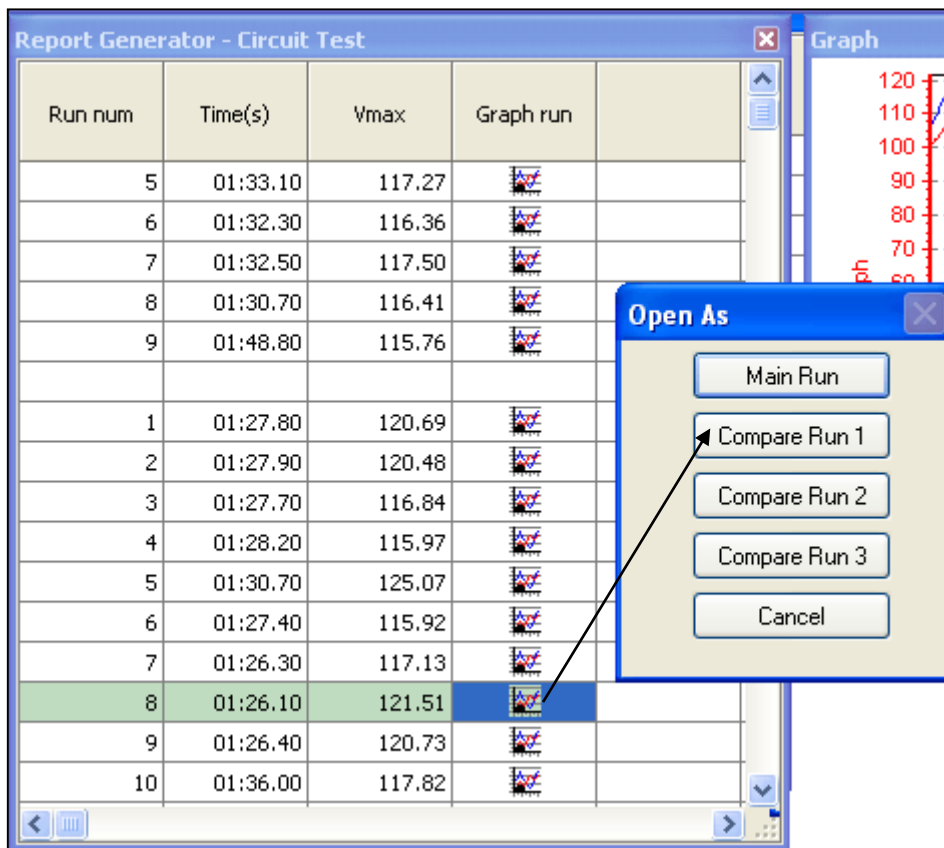 Report Generator - Circuit Test
Run num Time(s) Vmax Graph run
5 01:33.10 117.27
6 01:32.30 116.36
7 01:32.50 117.50
8 01:30.70 116.41
9 01:48.80 115.76
1 01:27.80 120.69
2 01:27.90 120.48
3 01:27.70 116.84
4 01:28.20 115.97
5 01:30.70 125.07
6 01:27.40 115.92
7 01:26.30 117.13
8 01:26.10 121.51
9 01:26.40 120.73
10 01:36.00 117.82
Graph
120
110
100
90
80
70
60
Open As
Main Run
Compare Run 1
Compare Run 2
Compare Run 3
Cancel